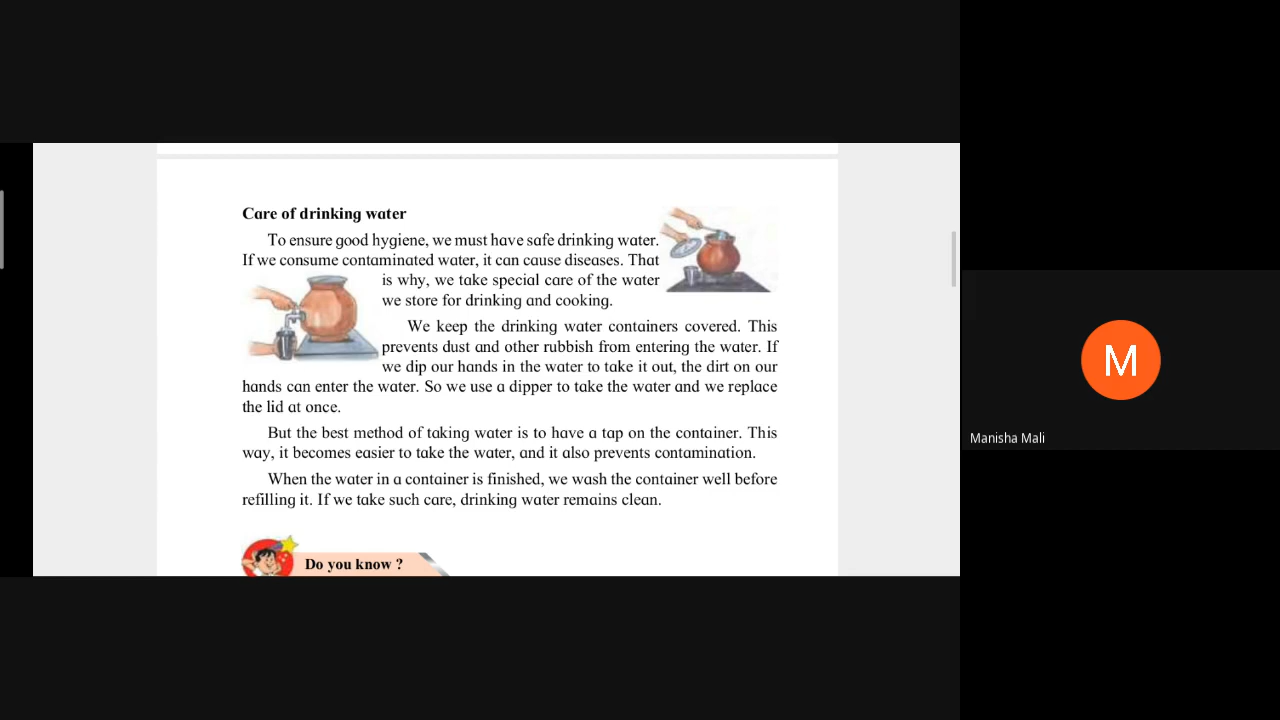 Care of drinking water
To ensure good hygiene, we must have safe drinking water.
If we consume contaminated water, it can cause diseases. That
is why, we take special care of the water
we store for drinking and cooking.
We keep the drinking water containers covered. This
prevents dust and other rubbish from entering the water. If
we dip our hands in the water to take it out, the dirt on our
hands can enter the water. So we use a dipper to take the water and we replace
the lid at once.
But the best method of taking water is to have a tap on the container. This
way, it becomes easier to take the water, and it also prevents contamination.
When the water in a container is finished, we wash the container well before
refilling it. If we take such care, drinking water remains clean.
Do you know ?
M
Manisha Mali